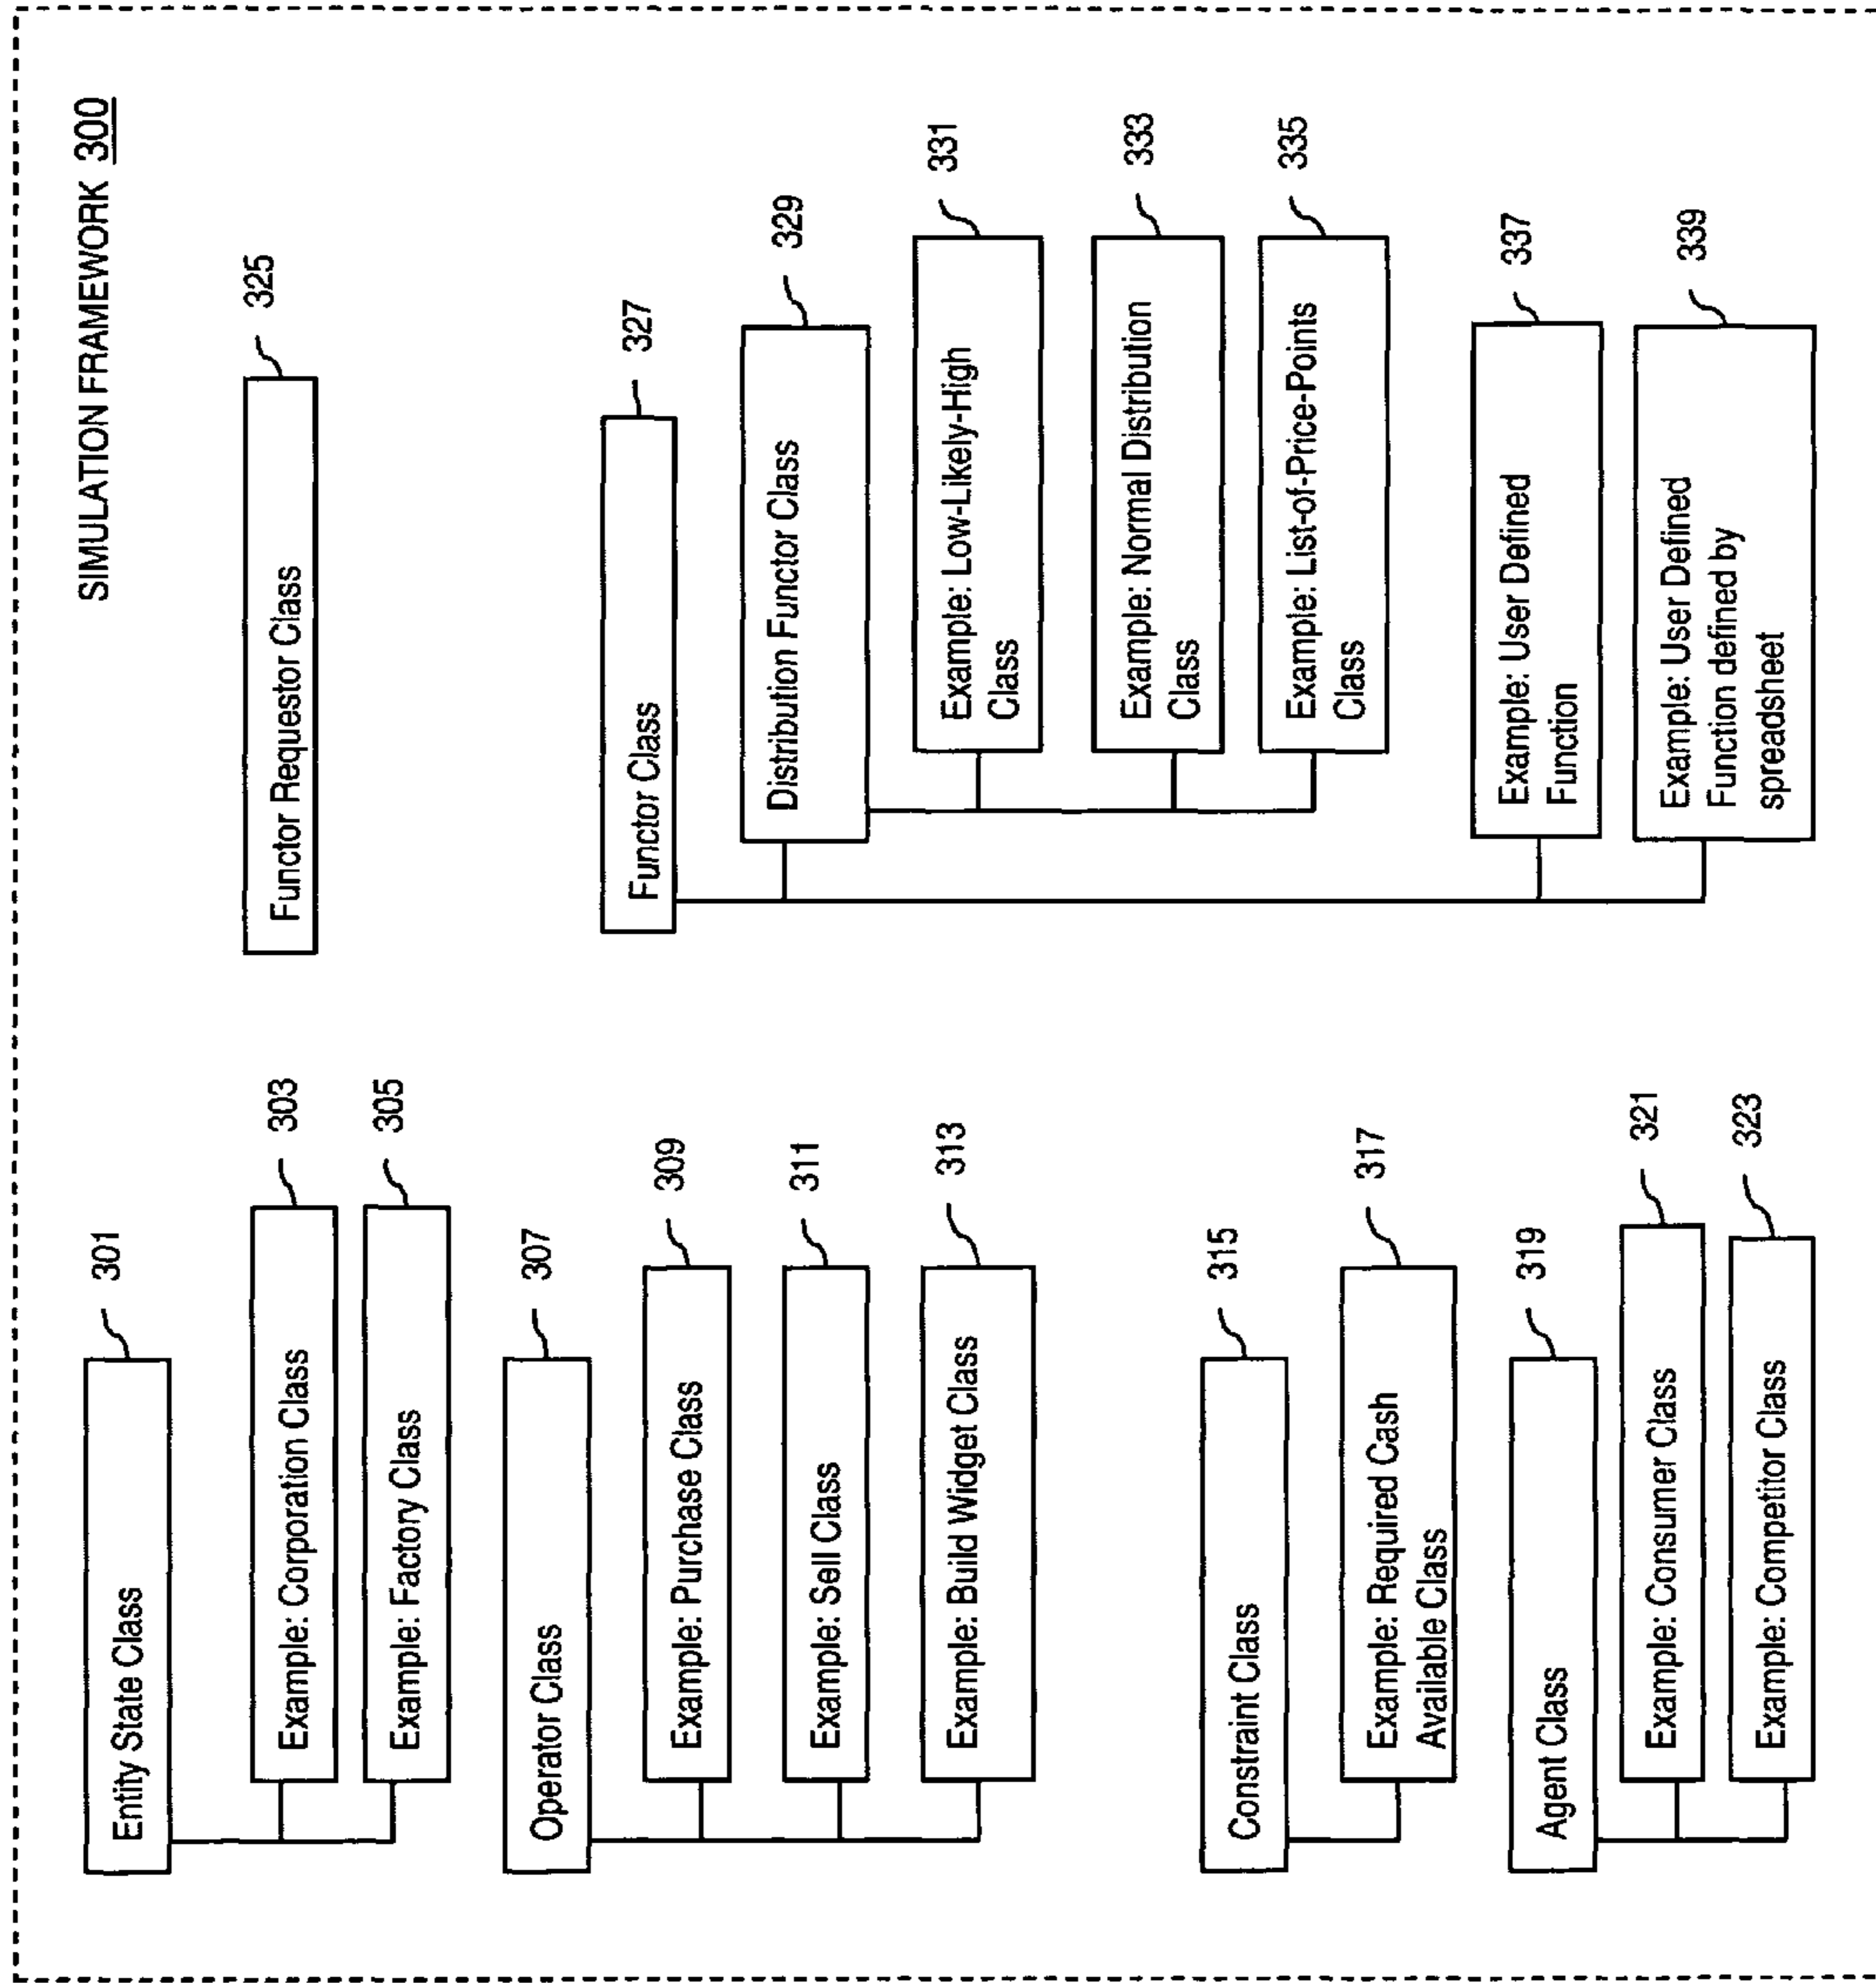 SIMULATION FRAMEWORK 300
Entity State Class
301
Example: Corporation Class
303
Example: Factory Class
305
Operator Class
307
Example: Purchase Class
309
Example: Sell Class
311
Example: Build Widget Class
313
Constraint Class
315
Example: Required Cash
Available Class
317
Agent Class
319
Example: Consumer Class
321
Example: Competitor Class
323
Functor Requestor Class
325
Functor Class
327
Distribution Functor Class
329
Example: Low-Likely-High
Class
331
Example: Normal Distribution
Class
333
Example: List-of-Price-Points
Class
335
Example: User Defined
Function
337
Example: User Defined
Function defined by
spreadsheet
339